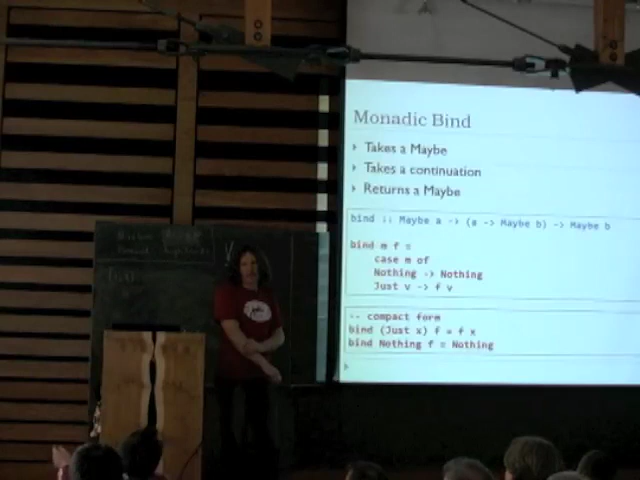 Monadic Bind
Takes a Maybe
Takes a continuation
Returns a Maybe
bind :: Maybe a -> (a -> Maybe b) -> Maybe b
bind m f =
case m of
Nothing -> Nothing
Just v -> f v
-- compact form
bind (Just x) f = f x
bind Nothing f = Nothing